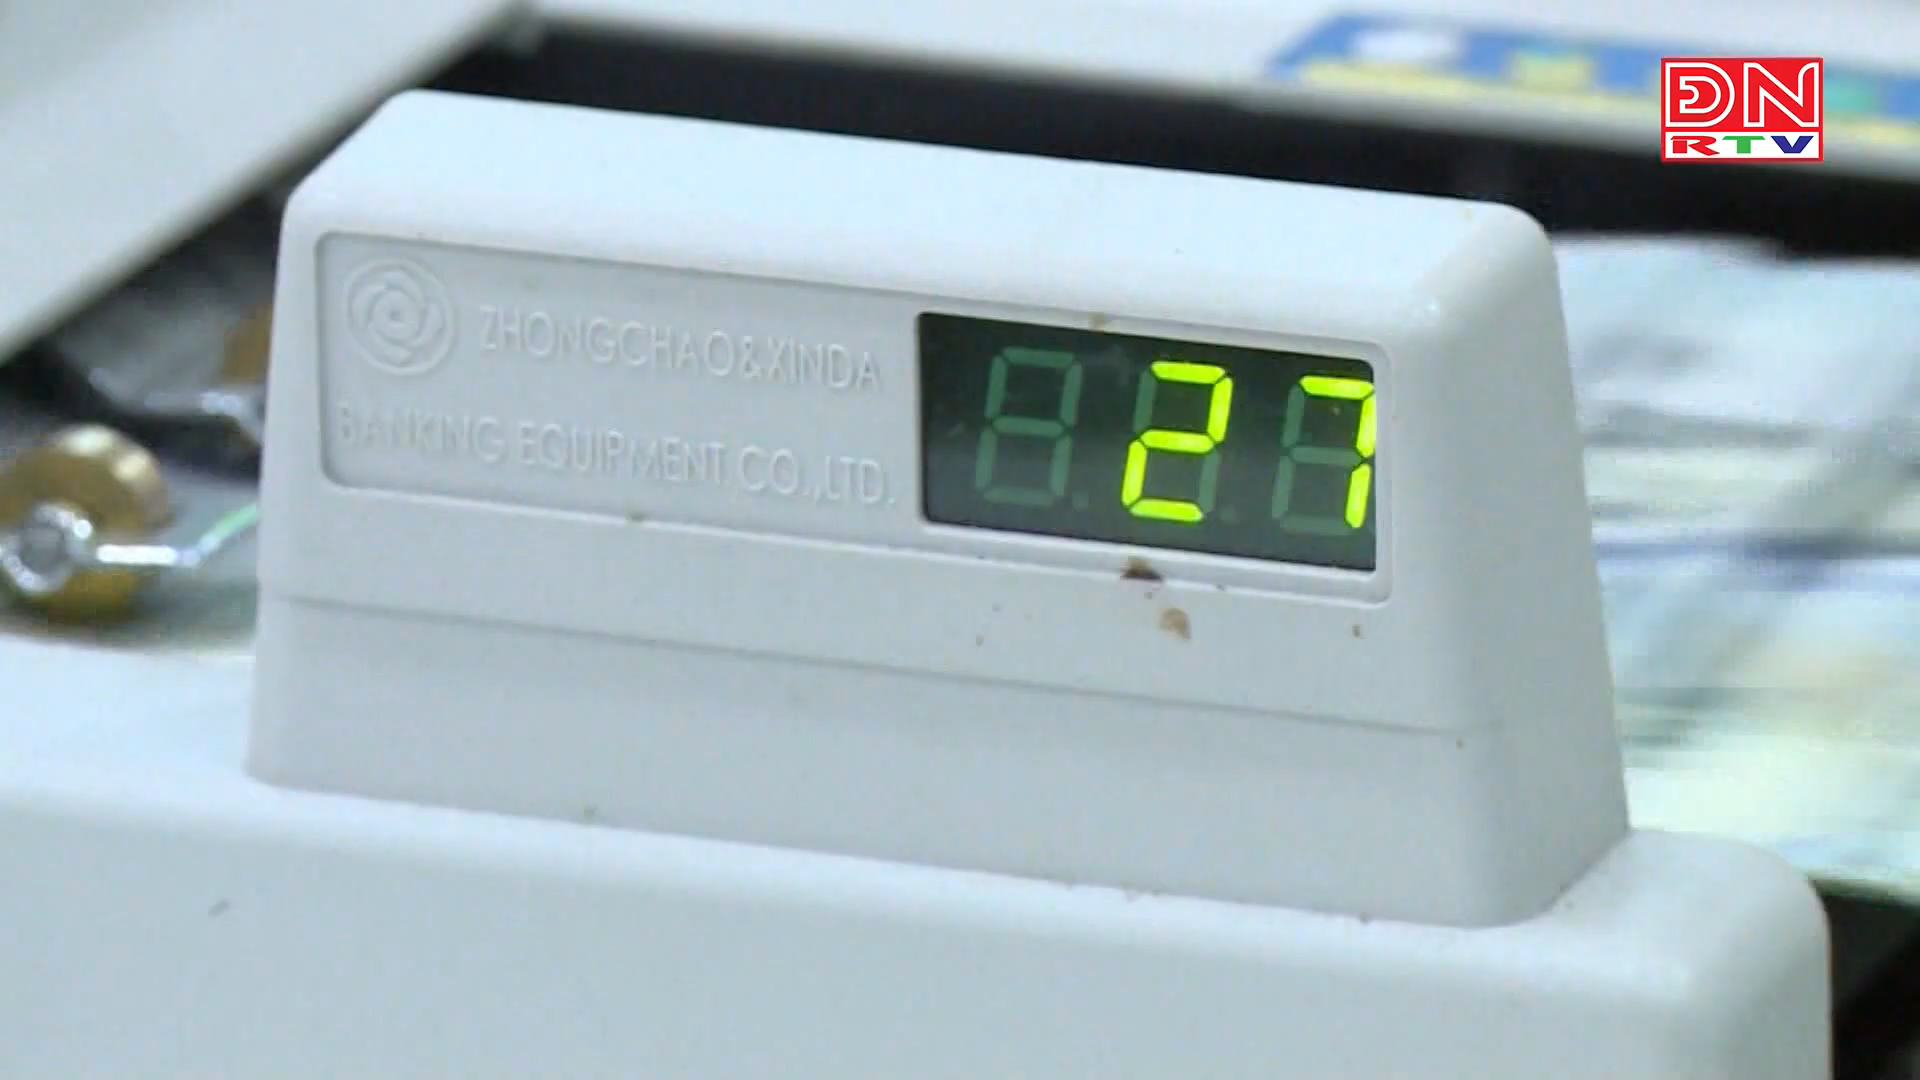 ĐN
RTV
ZHONGCHAO&XINDA
BANKING EQUIPMENT CO.,LTD.
27